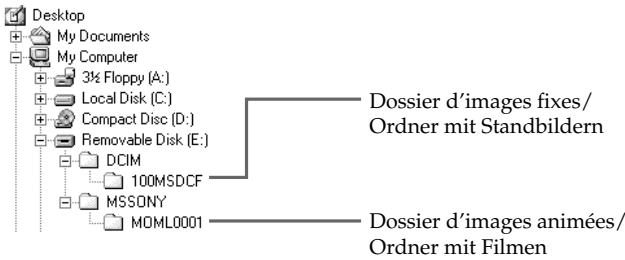 Desktop
My Documents
My Computer
3½ Floppy (A:)
Local Disk (C:)
Compact Disc (D:)
Removable Disk (E:)
DCIM
100MSDCF
MSSONY
MOML0001
Dossier d’images fixes/
Ordner mit Standbildern
Dossier d’images animées/
Ordner mit Filmen